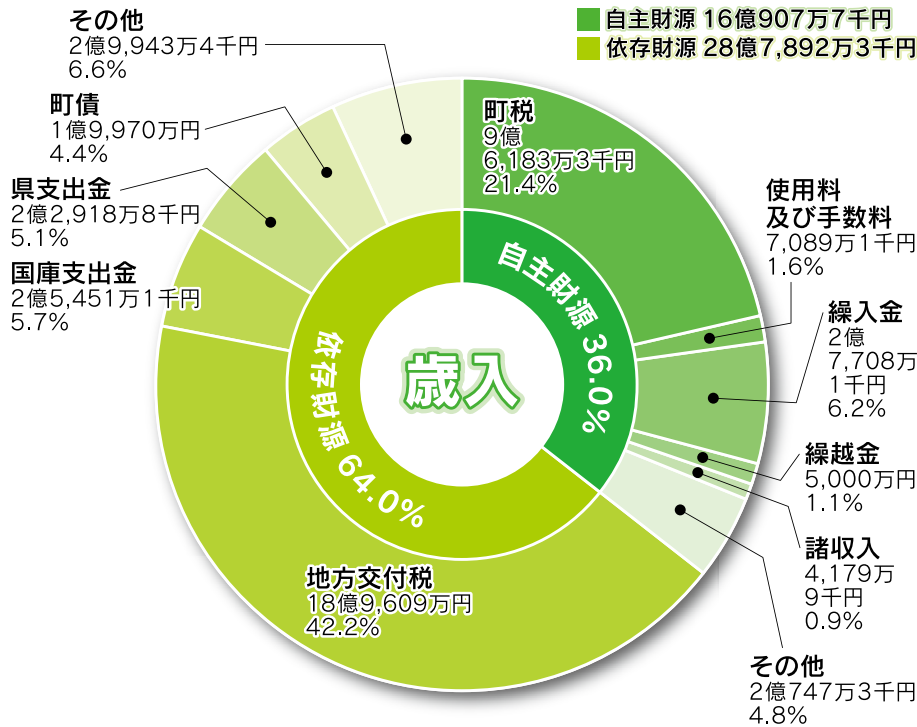 自主財源 16億907万7千円
依存財源 28億7,892万3千円
その他
2億9,943万4千円
6.6%
町債
1億9,970万円
4.4%
県支出金
2億2,918万8千円
5.1%
国庫支出金
2億5,451万1千円
5.7%
町税
9億
6,183万3千円
21.4%
使用料
及び手数料
7,089万1千円
1.6%
繰入金
2億
7,708万
1千円
6.2%
繰越金
5,000万円
1.1%
諸収入
4,179万
9千円
0.9%
その他
2億747万3千円
4.8%
地方交付税
18億9,609万円
42.2%
自主財源 36.0%
依存財源 64.0%
歳入